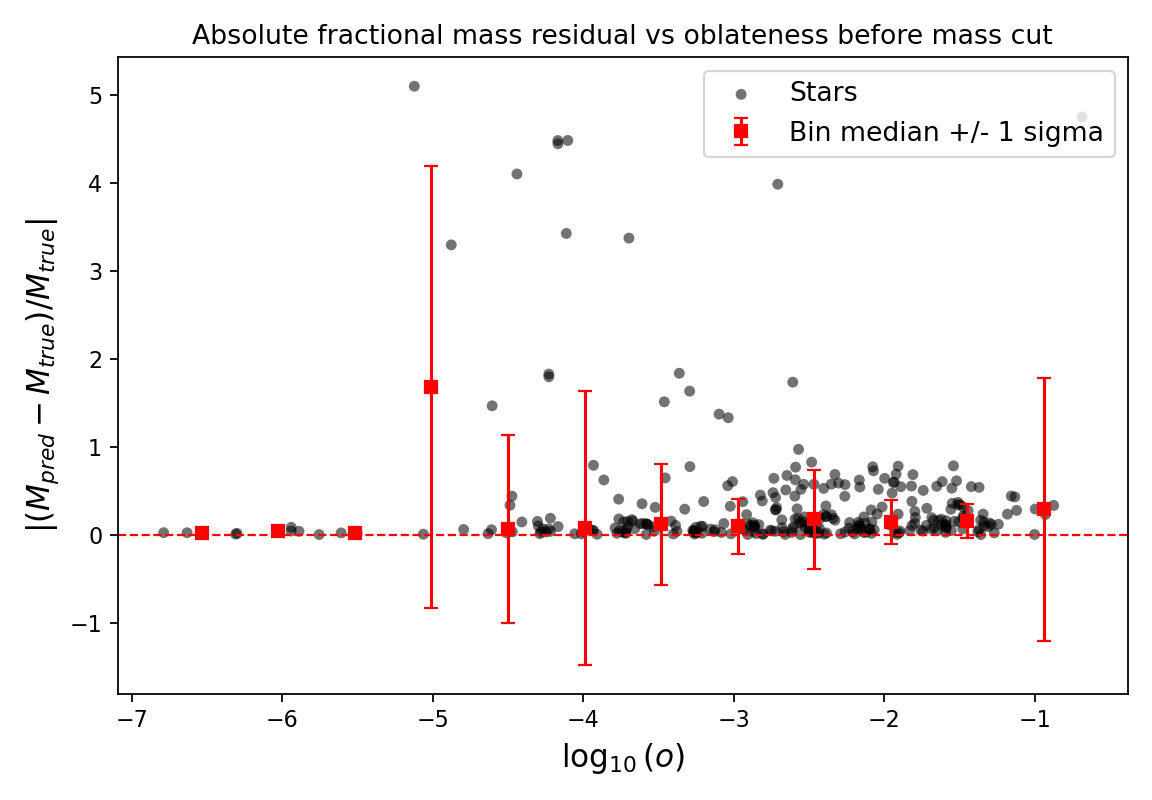 Absolute fractional mass residual vs oblateness before mass cut
Stars
Bin median +/- 1 sigma
|(M_pred − M_true)/M_true|
5
4
3
2
1
0
−1
−7 −6 −5 −4 −3 −2 −1
log₁₀(o)